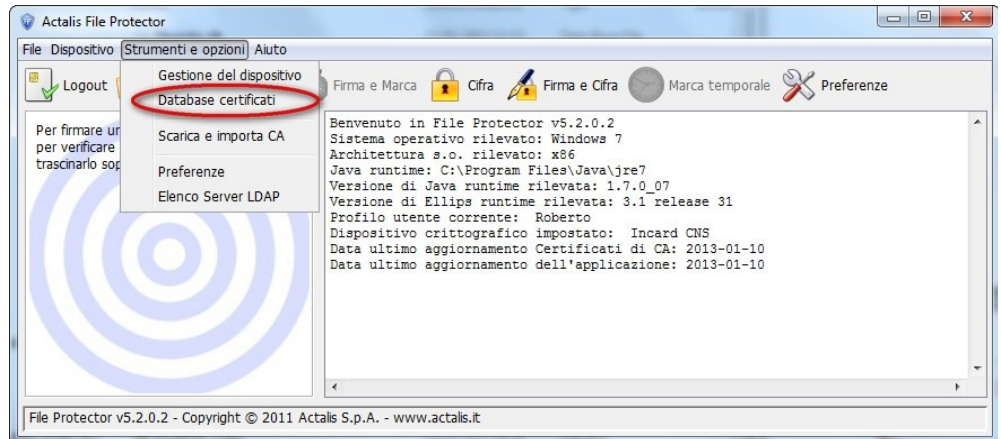 Actalis File Protector
File Dispositivo Strumenti e opzioni Aiuto
Logout
Firma e Marca
Cifra
Firma e Cifra
Marca temporale
Preferenze
Gestione del dispositivo
Database certificati
Scarica e importa CA
Preferenze
Elenco Server LDAP
Per firmare un
per verificare
trascinarlo sop
Benvenuto in File Protector v5.2.0.2
Sistema operativo rilevato: Windows 7
Architettura s.o. rilevato: x86
Java runtime: C:\Program Files\Java\jre7
Versione di Java runtime rilevata: 1.7.0_07
Versione di Ellips runtime rilevata: 3.1 release 31
Profilo utente corrente: Roberto
Dispositivo crittografico impostato: Incard CNS
Data ultimo aggiornamento Certificati di CA: 2013-01-10
Data ultimo aggiornamento dell'applicazione: 2013-01-10
File Protector v5.2.0.2 - Copyright © 2011 Actalis S.p.A. - www.actalis.it